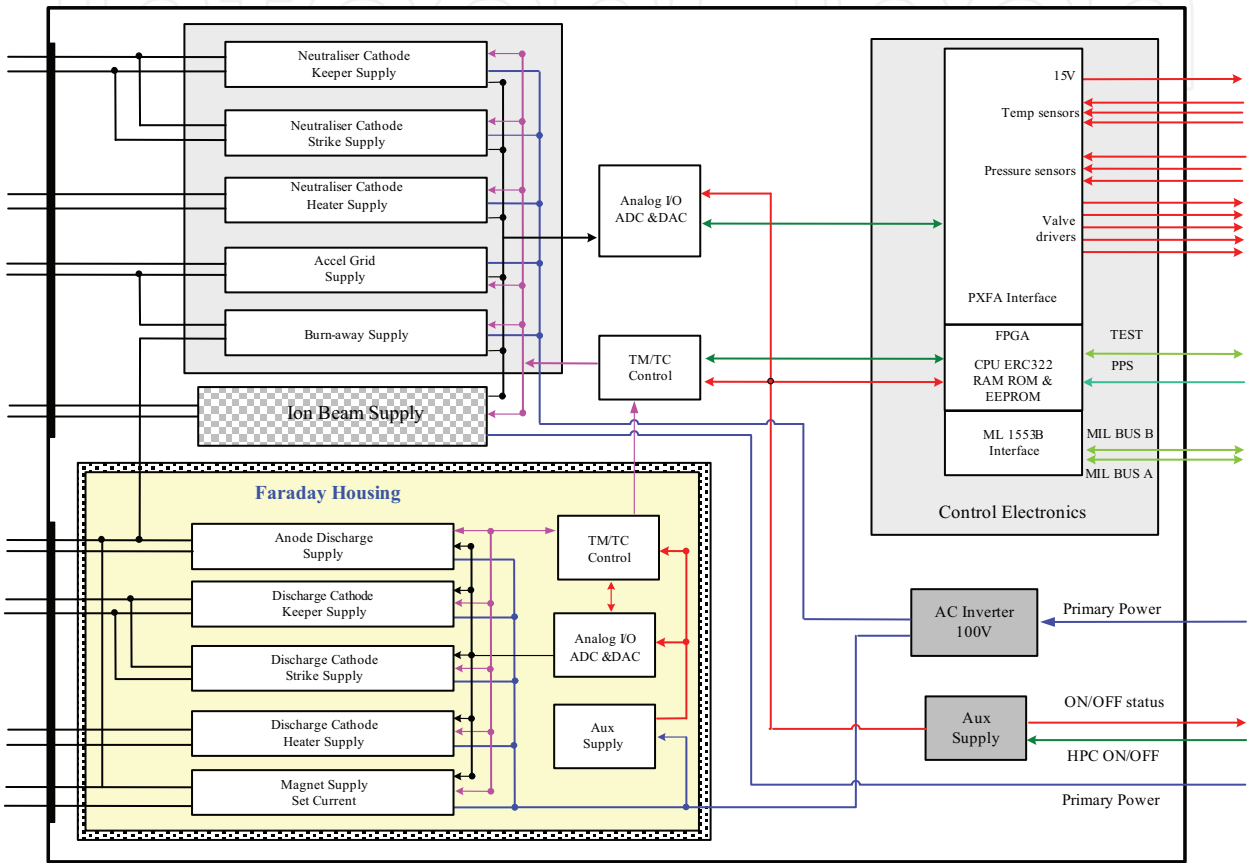 Neutraliser Cathode
Keeper Supply
Neutraliser Cathode
Strike Supply
Neutraliser Cathode
Heater Supply
Accel Grid
Supply
Burn-away Supply
Ion Beam Supply
Analog I/O
ADC &DAC
TM/TC
Control
15V
Temp sensors
Pressure sensors
Valve
drivers
PXFA Interface
FPGA
CPU ERC322
RAM ROM &
EEPROM
ML 1553B
Interface
Control Electronics
TEST
PPS
MIL BUS B
MIL BUS A
Faraday Housing
Anode Discharge
Supply
Discharge Cathode
Keeper Supply
Discharge Cathode
Strike Supply
Discharge Cathode
Heater Supply
Magnet Supply
Set Current
TM/TC
Control
Analog I/O
ADC &DAC
Aux
Supply
AC Inverter
100V
Primary Power
Aux
Supply
ON/OFF status
HPC ON/OFF
Primary Power